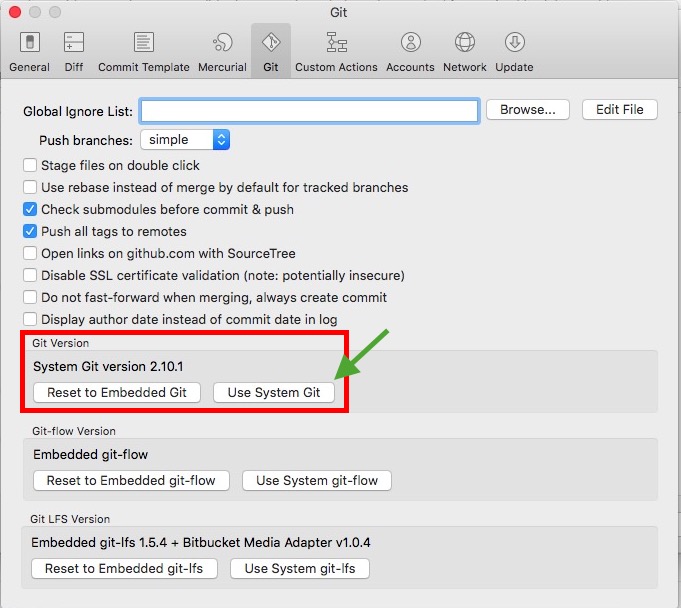 Git
General Diff Commit Template Mercurial Git Custom Actions Accounts Network Update
Global Ignore List: Browse... Edit File
Push branches: simple
Stage files on double click
Use rebase instead of merge by default for tracked branches
Check submodules before commit & push
Push all tags to remotes
Open links on github.com with SourceTree
Disable SSL certificate validation (note: potentially insecure)
Do not fast-forward when merging, always create commit
Display author date instead of commit date in log
Git Version
System Git version 2.10.1
Reset to Embedded Git Use System Git
Git-flow Version
Embedded git-flow
Reset to Embedded git-flow Use System git-flow
Git LFS Version
Embedded git-lfs 1.5.4 + Bitbucket Media Adapter v1.0.4
Reset to Embedded git-lfs Use System git-lfs